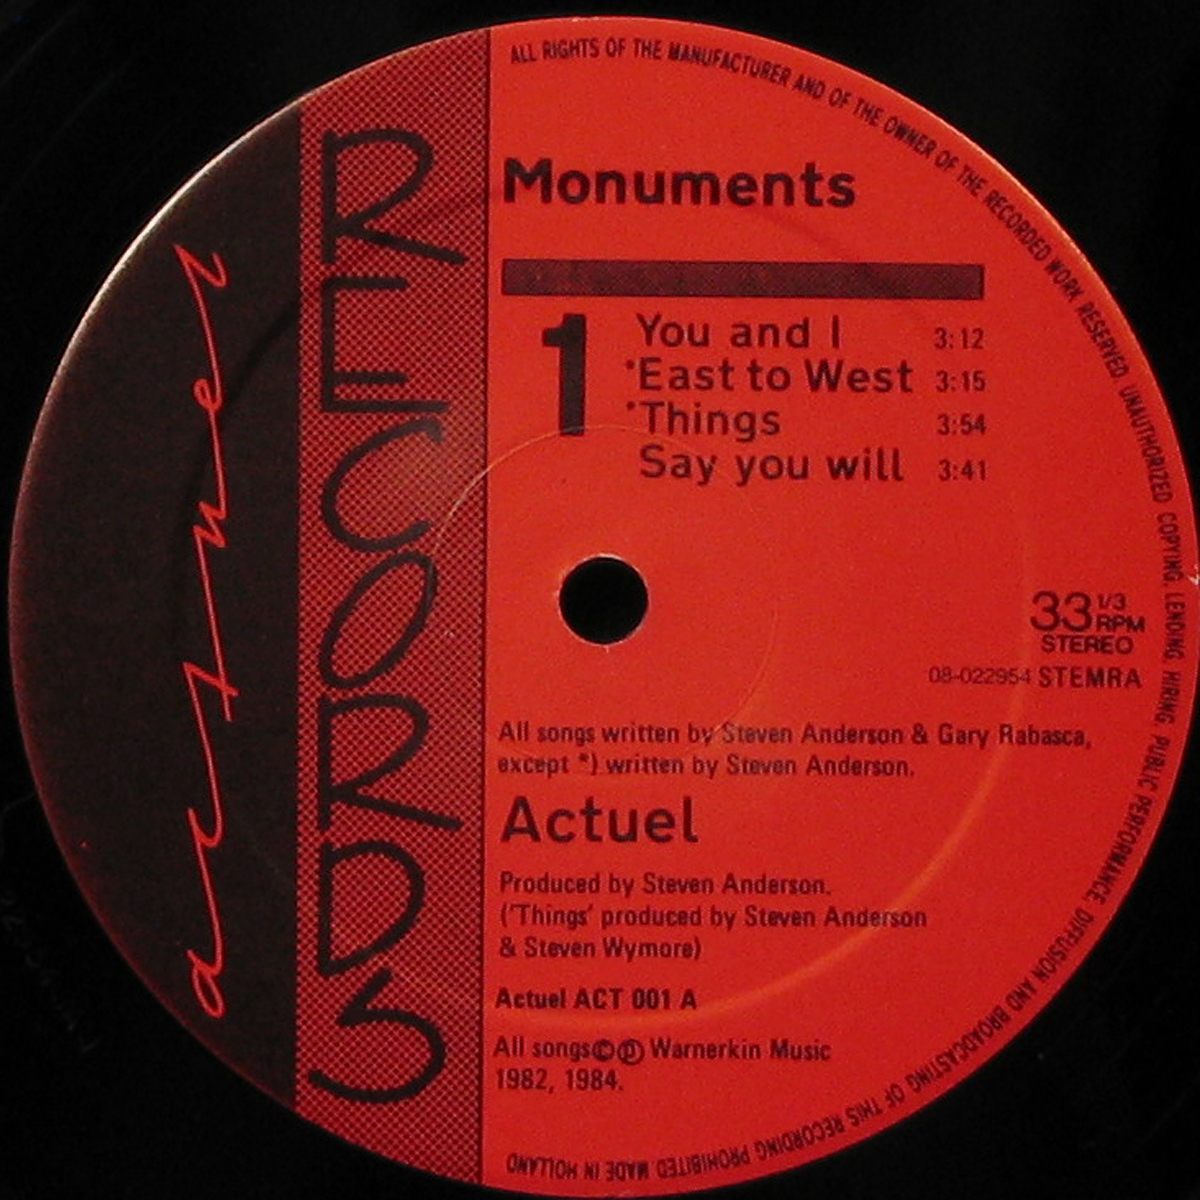 ALL RIGHTS OF THE MANUFACTURER AND OF THE OWNER OF THE RECORDED WORK RESERVED. UNAUTHORIZED COPYING, LENDING, HIRING, PUBLIC PERFORMANCE, DIFFUSION AND BROADCASTING OF THIS RECORDING PROHIBITED. MADE IN HOLLAND
actuel
RECORDS
Monuments
1
You and I 3:12
*East to West 3:15
*Things 3:54
Say you will 3:41
33 1/3
RPM
STEREO
08-022954 STEMRA
All songs written by Steven Anderson & Gary Rabasca,
except *) written by Steven Anderson.
Actuel
Produced by Steven Anderson.
('Things' produced by Steven Anderson
& Steven Wymore)
Actuel ACT 001 A
All songs©℗ Warnerkin Music
1982, 1984.